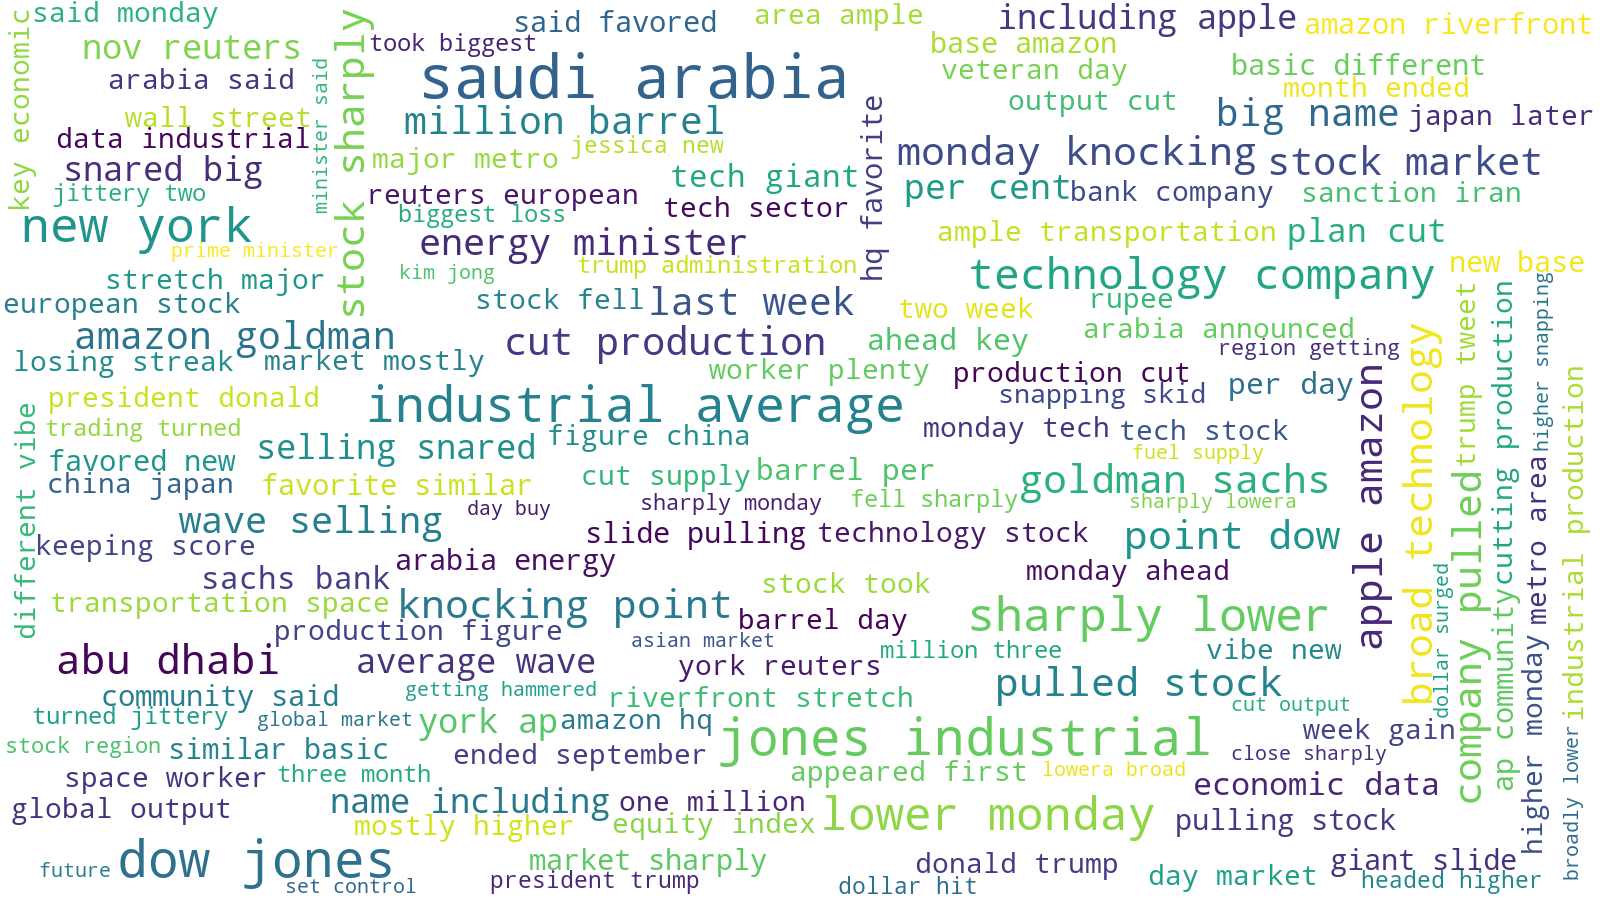 said monday
said favored
area ample
including apple
amazon riverfront
key economic
nov reuters
stock sharply
took biggest
base amazon
arabia said
minister said
saudi arabia
veteran day
basic different
month ended
wall street
million barrel
output cut
big name
japan later
data industrial
major metro
jessica new
hq favorite
monday knocking
stock market
snared big
tech giant
jittery two
reuters european
per cent
bank company
sanction iran
new york
biggest loss
tech sector
prime minister
energy minister
ample transportation
plan cut
stretch major
kim jong
trump administration
technology company
new base
european stock
stock fell
last week
two week
rupee
amazon goldman
cut production
ahead key
arabia announced
broad technology
trump tweet
cutting production
higher snapping
losing streak
market mostly
worker plenty
production cut
region getting
president donald
industrial average
snapping skid
per day
apple amazon
industrial production
trading turned
different vibe
selling snared
figure china
monday tech
tech stock
favored new
fuel supply
china japan
favorite similar
cut supply
barrel per
goldman sachs
company pulled
metro area
day buy
sharply monday
fell sharply
sharply lowera
wave selling
slide pulling
technology stock
point dow
keeping score
arabia energy
monday ahead
sachs bank
stock took
dollar surged
ap community
transportation space
knocking point
barrel day
sharply lower
production figure
asian market
million three
vibe new
abu dhabi
average wave
york reuters
higher monday
community said
getting hammered
riverfront stretch
pulled stock
cut output
turned jittery
global market
york ap
amazon hq
jones industrial
week gain
stock region
similar basic
ended september
close sharply
broadly lower
space worker
three month
appeared first
lowera broad
economic data
global output
name including
one million
lower monday
mostly higher
equity index
pulling stock
dow jones
market sharply
donald trump
giant slide
future
set control
president trump
dollar hit
day market
headed higher